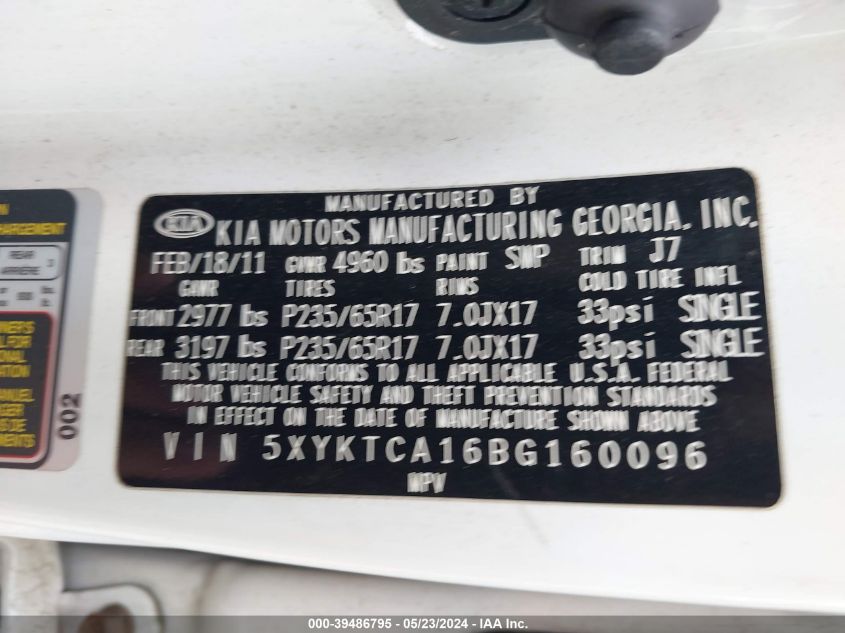 MANUFACTURED BY
KIA KIA MOTORS MANUFACTURING GEORGIA, INC.
FEB/18/11 GVWR 4960 lbs PAINT SWP TRIM J7
GAWR TIRES RIMS COLD TIRE INFL
FRONT 2977 lbs P235/65R17 7.0JX17 33psi SINGLE
REAR 3197 lbs P235/65R17 7.0JX17 33psi SINGLE
THIS VEHICLE CONFORMS TO ALL APPLICABLE U.S.A. FEDERAL
MOTOR VEHICLE SAFETY AND THEFT PREVENTION STANDARDS
IN EFFECT ON THE DATE OF MANUFACTURE SHOWN ABOVE
VIN 5XYKTCA16BG160096
MPV
REAR
ARRIERE
002
000-39486795 - 05/23/2024 - IAA Inc.